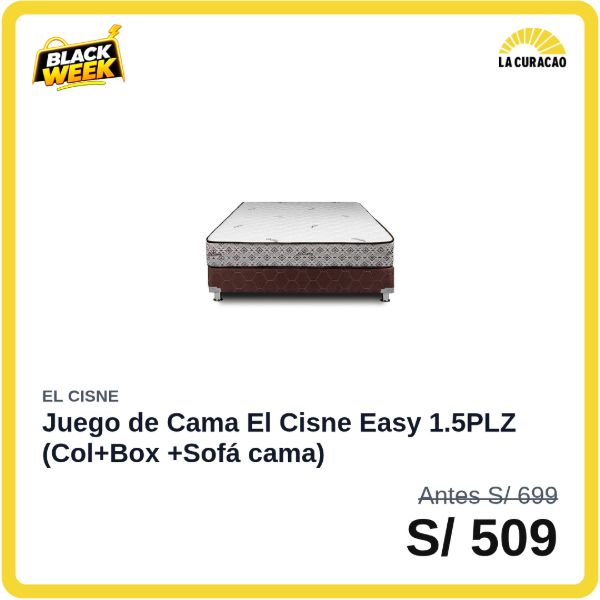 BLACK
WEEK
LA CURACAO
EL CISNE
Juego de Cama El Cisne Easy 1.5PLZ
(Col+Box +Sofá cama)
Antes S/ 699
S/ 509